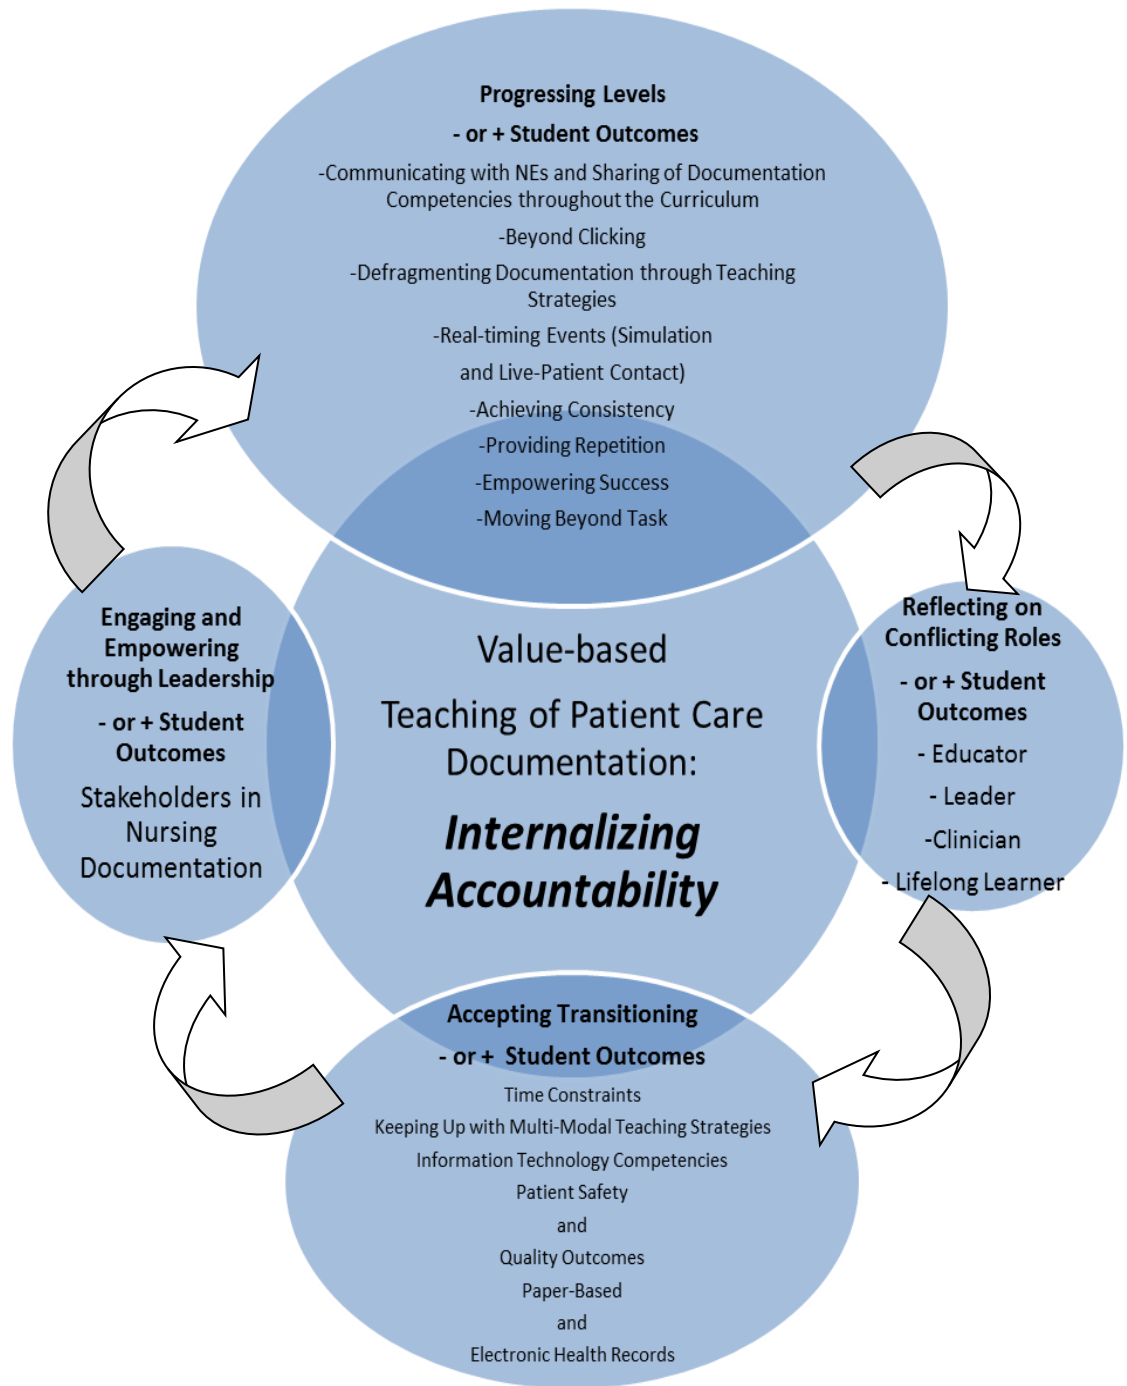 Progressing Levels
- or + Student Outcomes
-Communicating with NEs and Sharing of Documentation
Competencies throughout the Curriculum
-Beyond Clicking
-Defragmenting Documentation through Teaching
Strategies
-Real-timing Events (Simulation
and Live-Patient Contact)
-Achieving Consistency
-Providing Repetition
-Empowering Success
-Moving Beyond Task
Engaging and
Empowering
through Leadership
- or + Student
Outcomes
Stakeholders in
Nursing
Documentation
Value-based
Teaching of Patient Care
Documentation:
Internalizing
Accountability
Reflecting on
Conflicting Roles
- or + Student
Outcomes
- Educator
- Leader
-Clinician
- Lifelong Learner
Accepting Transitioning
- or + Student Outcomes
Time Constraints
Keeping Up with Multi-Modal Teaching Strategies
Information Technology Competencies
Patient Safety
and
Quality Outcomes
Paper-Based
and
Electronic Health Records